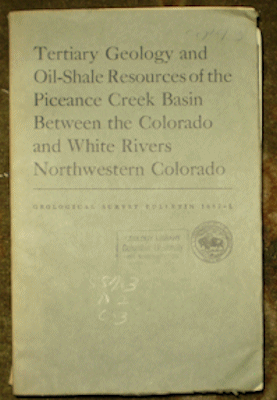 Tertiary Geology and
Oil-Shale Resources of the
Piceance Creek Basin
Between the Colorado
and White Rivers
Northwestern Colorado
GEOLOGICAL SURVEY BULLETIN